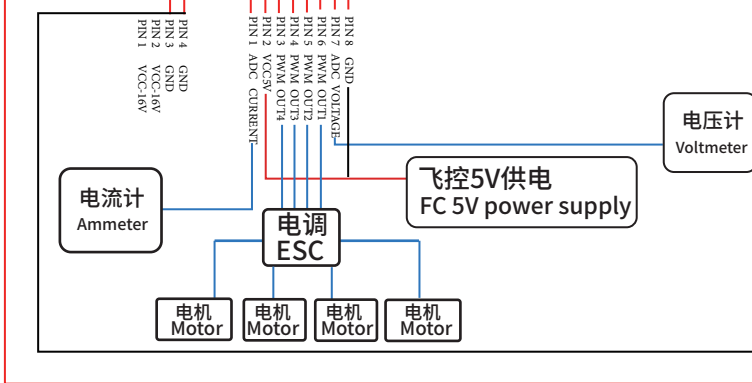 PIN 1 VCC-16V
PIN 2 VCC-16V
PIN 3 GND
PIN 4 GND
PIN 1 ADC CURRENT
PIN 2 VCC5V
PIN 3 PWM OUT4
PIN 4 PWM OUT3
PIN 5 PWM OUT2
PIN 6 PWM OUT1
PIN 7 ADC VOLTAGE
PIN 8 GND
电压计
Voltmeter
飞控5V供电
FC 5V power supply
电流计
Ammeter
电调
ESC
电机
Motor
电机
Motor
电机
Motor
电机
Motor